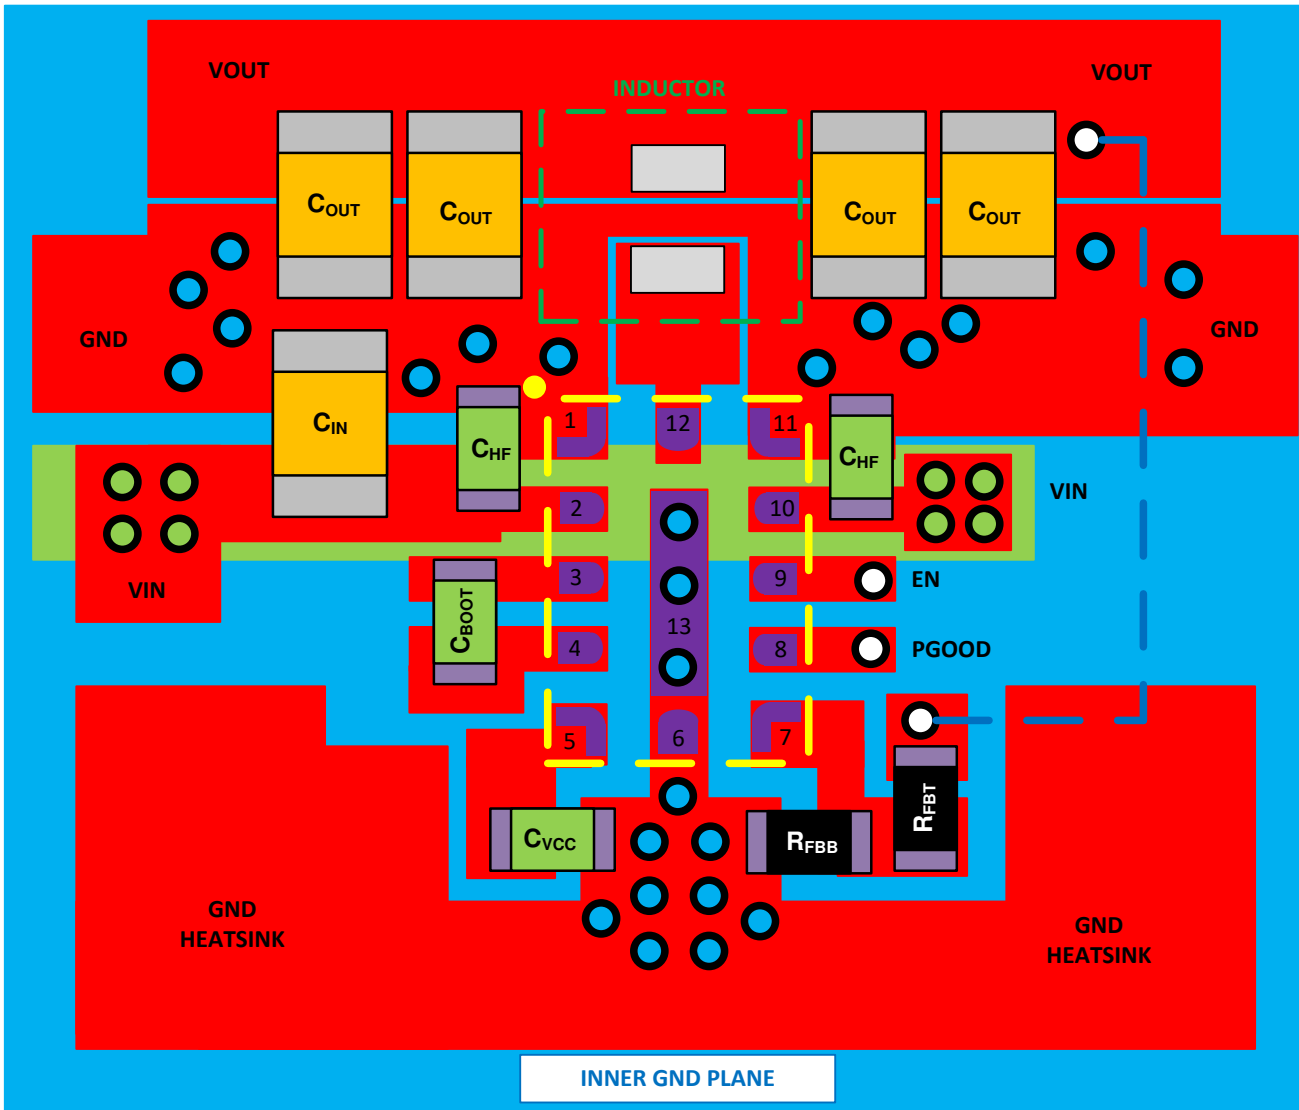 VOUT
VOUT
INDUCTOR
COUT
COUT
COUT
COUT
GND
GND
CIN
1
12
11
CHF
CHF
VIN
2
10
3
9
EN
VIN
CBOOT
13
4
8
PGOOD
5
6
7
RFBT
CVCC
RFBB
GND
HEATSINK
GND
HEATSINK
INNER GND PLANE